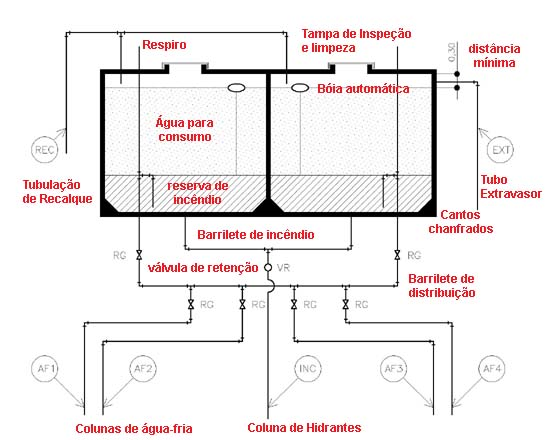 Respiro
Tampa de Inspeção
e limpeza
0,30
distância
mínima
Bóia automática
Água para
consumo
REC
EXT
Tubulação
de Recalque
reserva de
incêndio
Tubo
Extravasor
Cantos
chanfrados
Barrilete de incêndio
RG
válvula de retenção
VR
RG
Barrilete de
distribuição
RG
RG
RG
RG
AF1
AF2
INC
AF3
AF4
Colunas de água-fria
Coluna de Hidrantes